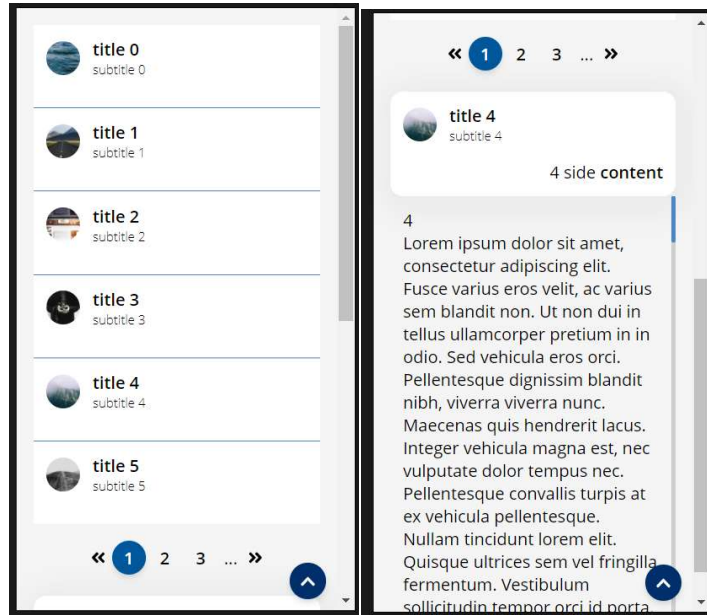 title 0
subtitle 0
title 1
subtitle 1
title 2
subtitle 2
title 3
subtitle 3
title 4
subtitle 4
title 5
subtitle 5
« 1 2 3 ... »
« 1 2 3 ... »
title 4
subtitle 4
4 side content
4
Lorem ipsum dolor sit amet,
consectetur adipiscing elit.
Fusce varius eros velit, ac varius
sem blandit non. Ut non dui in
tellus ullamcorper pretium in in
odio. Sed vehicula eros orci.
Pellentesque dignissim blandit
nibh, viverra viverra nunc.
Maecenas quis hendrerit lacus.
Integer vehicula magna est, nec
vulputate dolor tempus nec.
Pellentesque convallis turpis at
ex vehicula pellentesque.
Nullam tincidunt lorem elit.
Quisque ultrices sem vel fringilla
fermentum. Vestibulum
sollicitudin tempor orci id porta